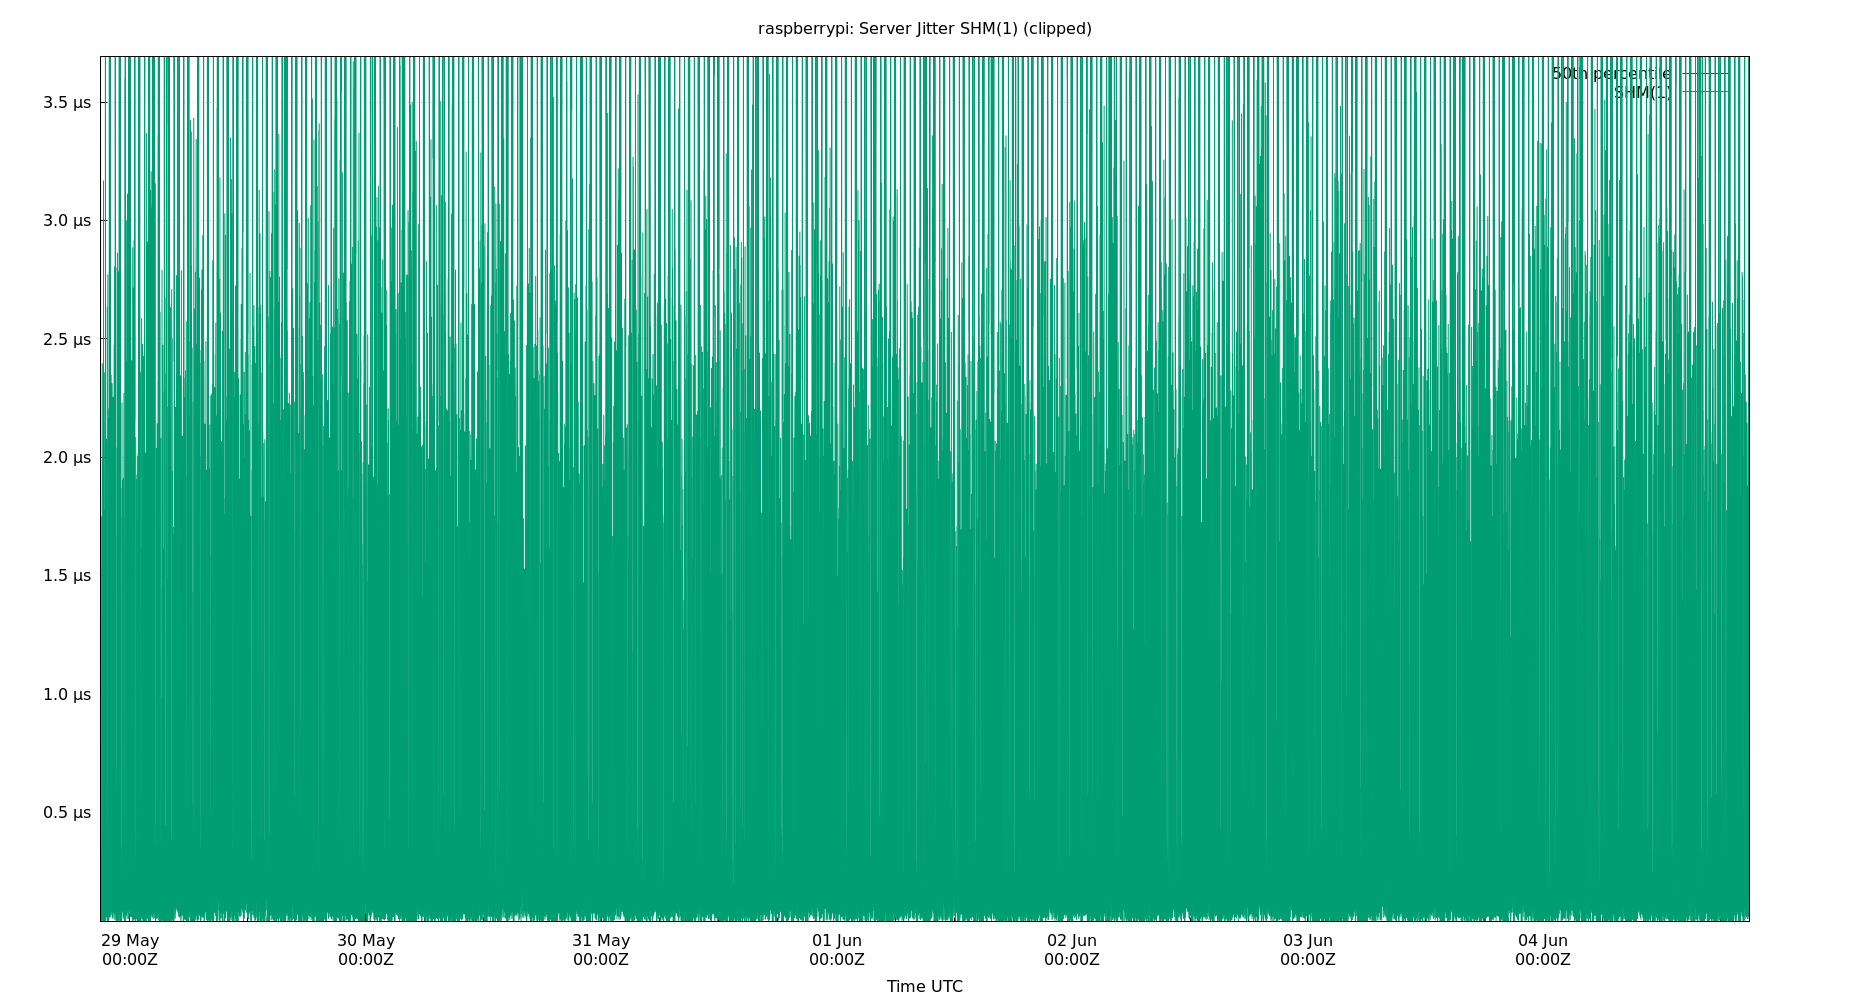 raspberrypi: Server Jitter SHM(1) (clipped)
50th percentile
SHM(1)
3.5 µs
3.0 µs
2.5 µs
2.0 µs
1.5 µs
1.0 µs
0.5 µs
29 May 30 May 31 May 01 Jun 02 Jun 03 Jun 04 Jun
00:00Z 00:00Z 00:00Z 00:00Z 00:00Z 00:00Z 00:00Z
Time UTC